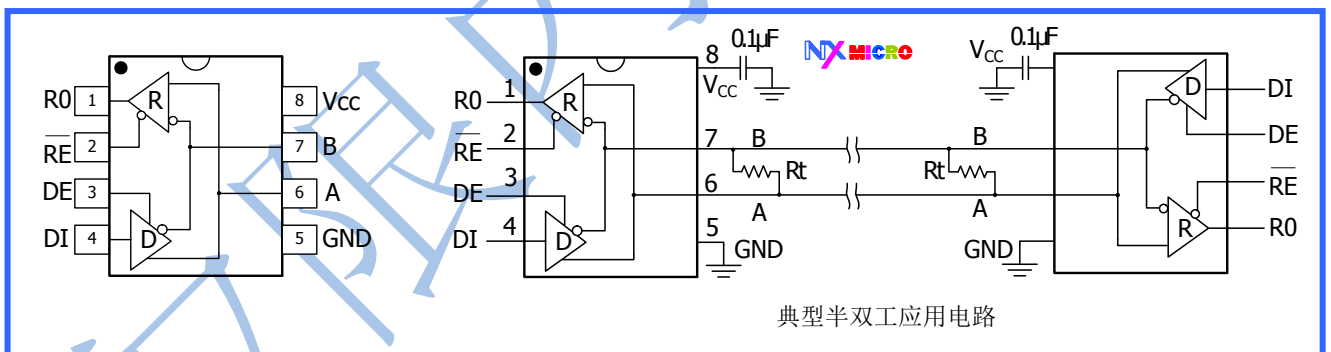 R0 1
RE 2
DE 3
DI 4
8 Vcc
7 B
6 A
5 GND
R
D
R0 1
RE 2
DE 3
DI 4
R
D
8
VCC
0.1μF
NX MICRO
7 B
6
A
5
GND
Rt
VCC
0.1μF
B
Rt
A
GND
D
R
DI
DE
RE
R0
典型半双工应用电路